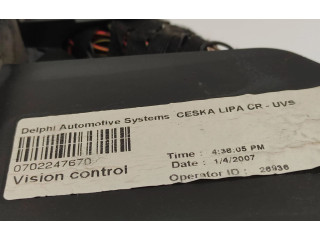 Delphi Automotive Systems CESKA LIPA CR - UVS
0702247670
Vision control
Time : 4:36:05 PM
Date : 1/4/2007
Operator ID : 26936